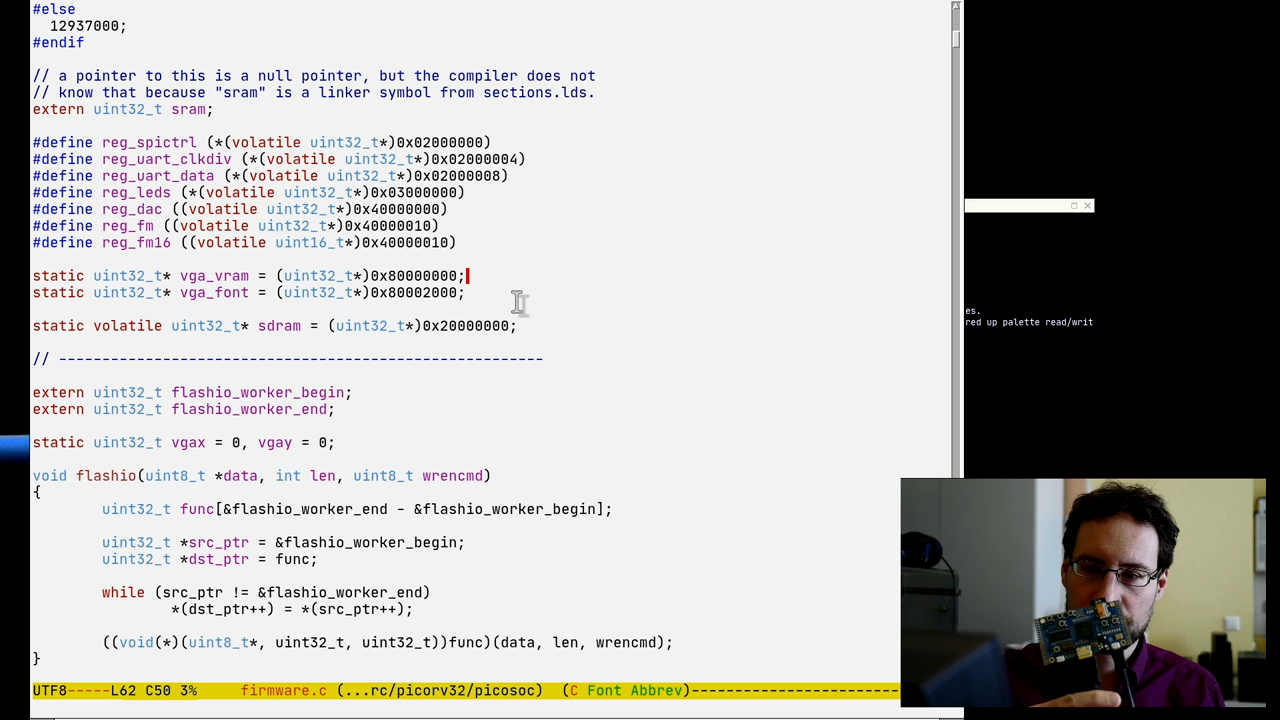 #else
  12937000;
#endif
// a pointer to this is a null pointer, but the compiler does not
// know that because "sram" is a linker symbol from sections.lds.
extern uint32_t sram;
#define reg_spictrl (*(volatile uint32_t*)0x02000000)
#define reg_uart_clkdiv (*(volatile uint32_t*)0x02000004)
#define reg_uart_data (*(volatile uint32_t*)0x02000008)
#define reg_leds (*(volatile uint32_t*)0x03000000)
#define reg_dac ((volatile uint32_t*)0x40000000)
#define reg_fm ((volatile uint32_t*)0x40000010)
#define reg_fm16 ((volatile uint16_t*)0x40000010)
static uint32_t* vga_vram = (uint32_t*)0x80000000;
static uint32_t* vga_font = (uint32_t*)0x80002000;
es.
static volatile uint32_t* sdram = (uint32_t*)0x20000000;
red up palette read/writ
// --------------------------------------------------------
extern uint32_t flashio_worker_begin;
extern uint32_t flashio_worker_end;
static uint32_t vgax = 0, vgay = 0;
void flashio(uint8_t *data, int len, uint8_t wrencmd)
{
        uint32_t func[&flashio_worker_end - &flashio_worker_begin];
        uint32_t *src_ptr = &flashio_worker_begin;
        uint32_t *dst_ptr = func;
        while (src_ptr != &flashio_worker_end)
                *(dst_ptr++) = *(src_ptr++);
        ((void(*)(uint8_t*, uint32_t, uint32_t))func)(data, len, wrencmd);
}
UTF8-----L62 C50 3%     firmware.c (...rc/picorv32/picosoc)  (C Font Abbrev)------------------------